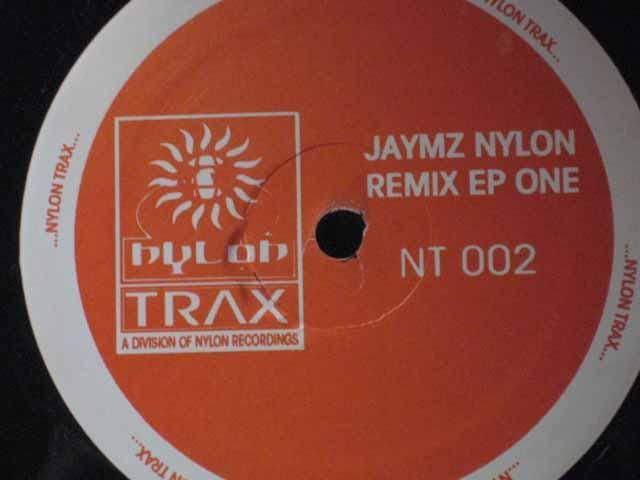 JAYMZ NYLON
REMIX EP ONE
NT 002
nyLon
TRAX
A DIVISION OF NYLON RECORDINGS
....NYLON TRAX....
NYLON TRAX....
....NYLON TRAX....
TRAX....
....N